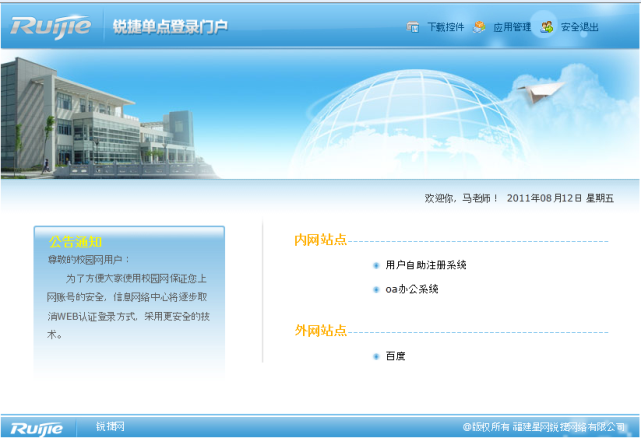 Ruijie 锐捷单点登录门户
下载控件 应用管理 安全退出
欢迎你，马老师！ 2011年08月12日 星期五
公告通知
尊敬的校园网用户：
为了方便大家使用校园网保证您上
网账号的安全，信息网络中心将逐步取
消WEB认证登录方式，采用更安全的技
术。
内网站点
用户自助注册系统
oa办公系统
外网站点
百度
Ruijie 锐捷网
@版权所有 福建星网锐捷网络有限公司